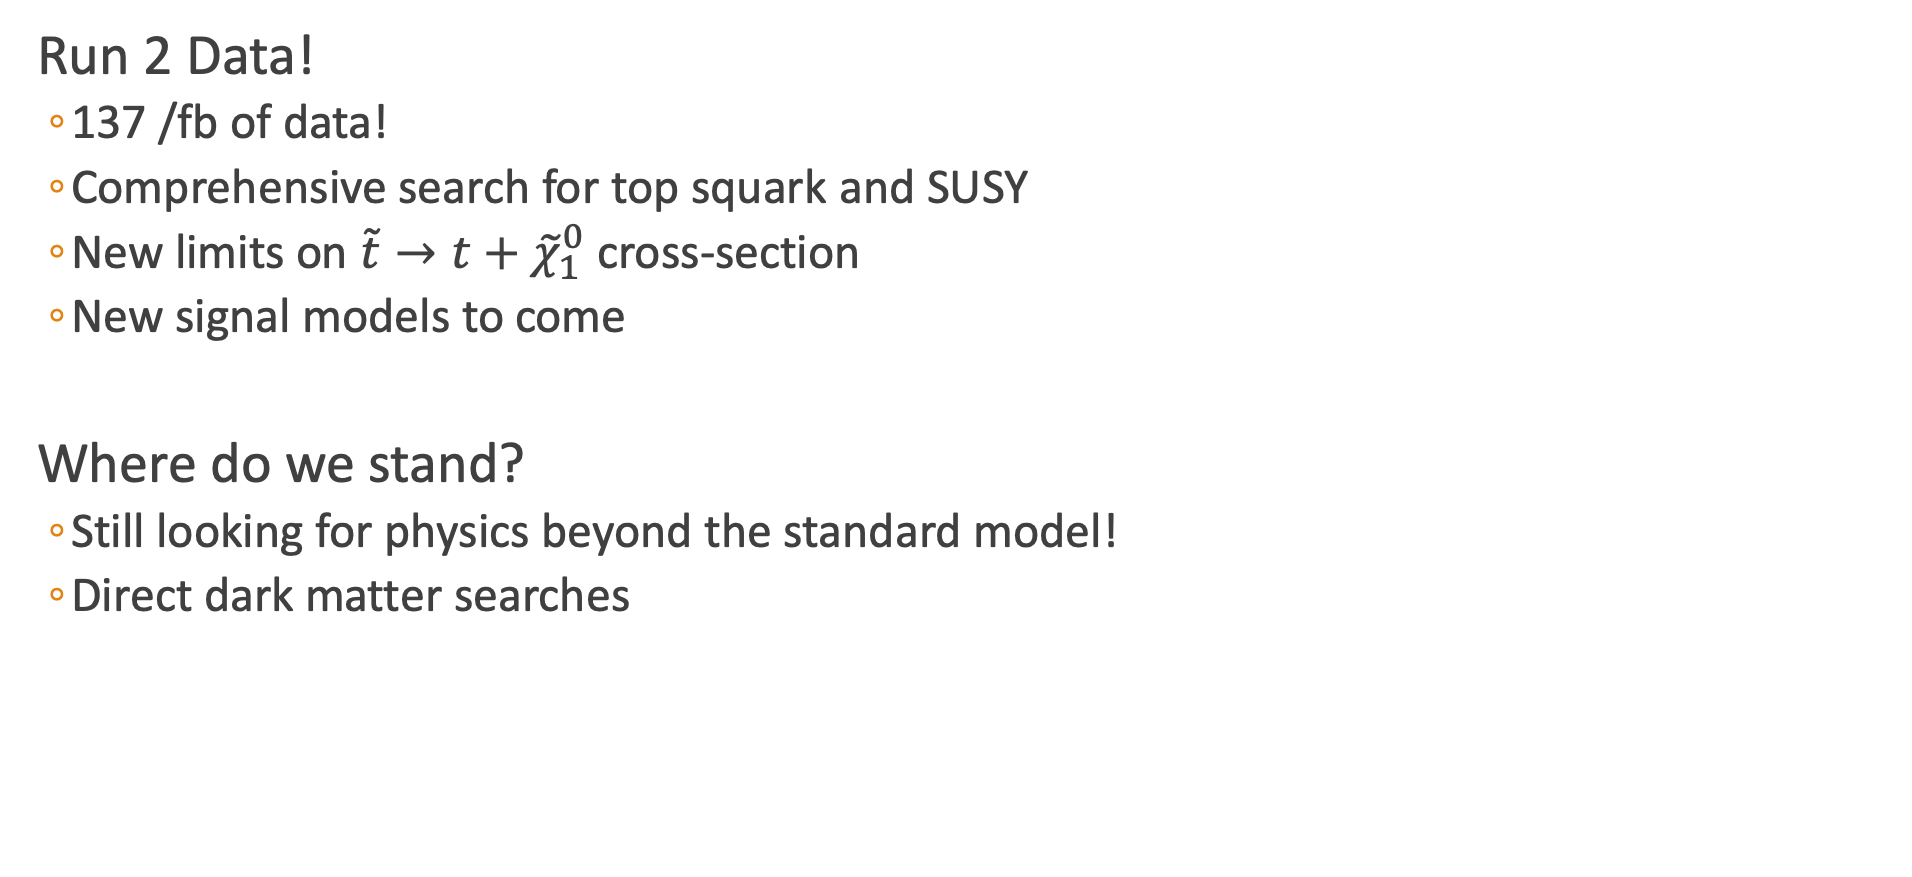 Run 2 Data!
◦137 /fb of data!
◦Comprehensive search for top squark and SUSY
◦New limits on t̃ → t + χ̃₁⁰ cross-section
◦New signal models to come
Where do we stand?
◦Still looking for physics beyond the standard model!
◦Direct dark matter searches